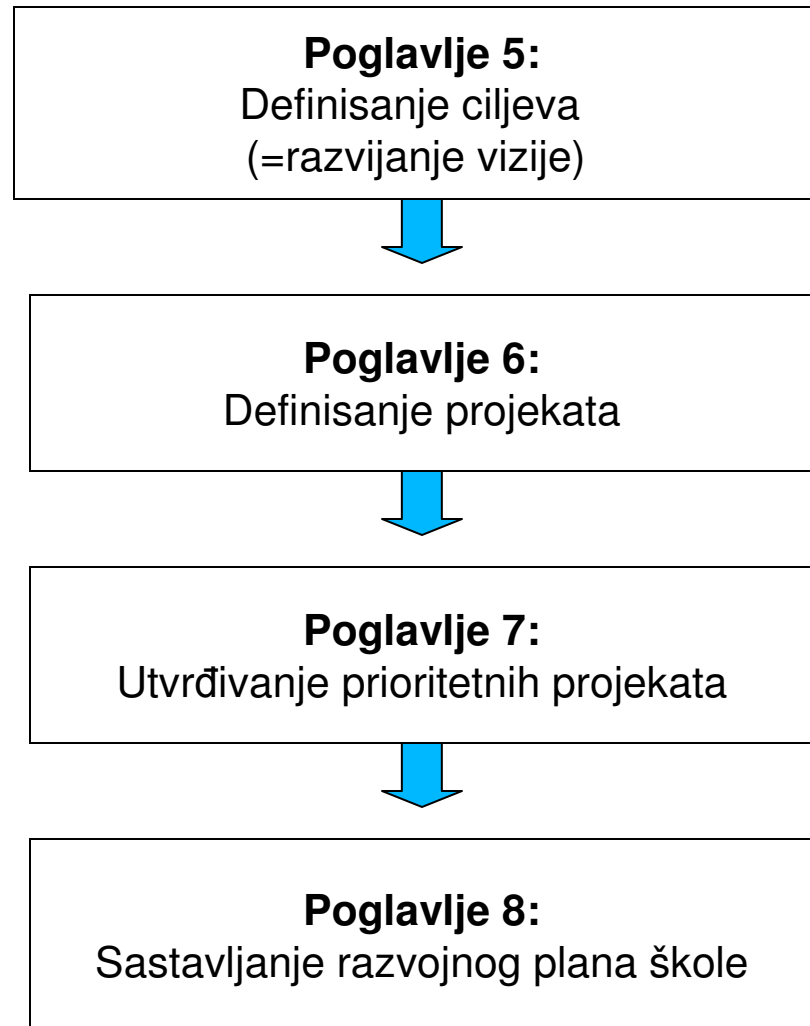 Poglavlje 5:
Definisanje ciljeva
(=razvijanje vizije)
Poglavlje 6:
Definisanje projekata
Poglavlje 7:
Utvrđivanje prioritetnih projekata
Poglavlje 8:
Sastavljanje razvojnog plana škole